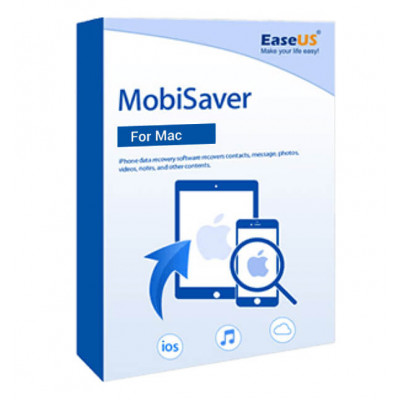 EaseUS®
Make your life easy!
MobiSaver
For Mac
iPhone data recovery software recovers contacts, message, photos,
videos, notes, and other contents.
ios